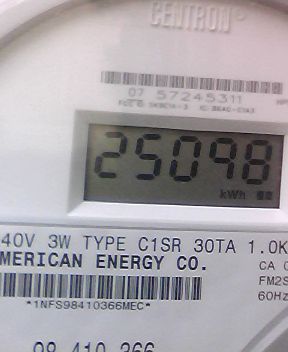 CENTRON®
07 57245311
25098
kWh
40V 3W TYPE C1SR 30TA 1.0K
MERICAN ENERGY CO.
CA
FM2S
60Hz
*1NFS98410366MEC*
98 410 366